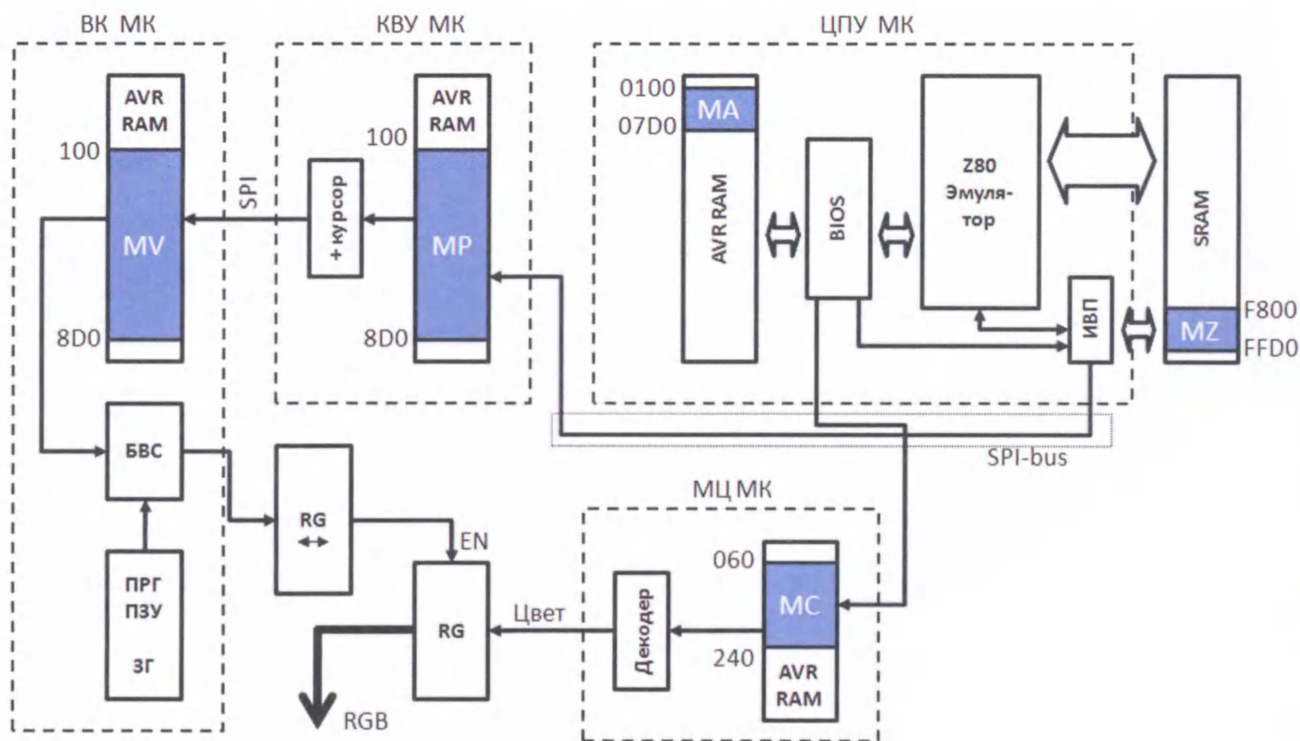 ВК МК
КВУ МК
ЦПУ МК
AVR
RAM
100
MV
8D0
SPI
+ курсор
AVR
RAM
100
MP
8D0
0100
MA
07D0
AVR RAM
BIOS
Z80
Эмуля-
тор
ИВП
SRAM
F800
MZ
FFD0
SPI-bus
БВС
ПРГ
ПЗУ
ЗГ
RG
EN
RG
Цвет
RGB
МЦ МК
Декодер
060
MC
240
AVR
RAM